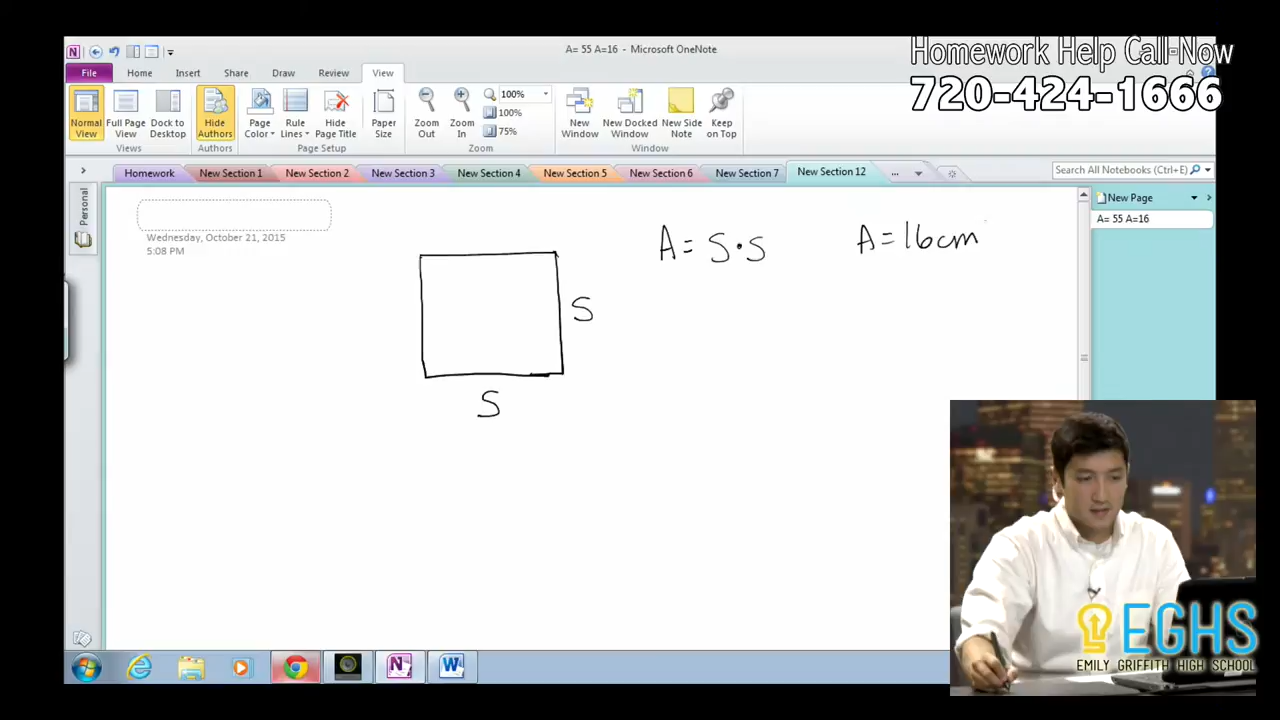 Homework Help Call-Now
720-424-1666
A= 55 A=16 - Microsoft OneNote
File Home Insert Share Draw Review View
Normal View
Full Page View
Dock to Desktop
Views
Hide Authors
Authors
Page Color
Rule Lines
Hide Page Title
Page Setup
Paper Size
Zoom Out
Zoom In
100%
100%
75%
Zoom
New Window
New Docked Window
New Side Note
Keep on Top
Window
Homework New Section 1 New Section 2 New Section 3 New Section 4 New Section 5 New Section 6 New Section 7 New Section 12 ...
Search All Notebooks (Ctrl+E)
Personal
New Page
A= 55 A=16
Wednesday, October 21, 2015
5:08 PM
A= S•S A=16cm
S
S
EGHS
EMILY GRIFFITH HIGH SCHOOL